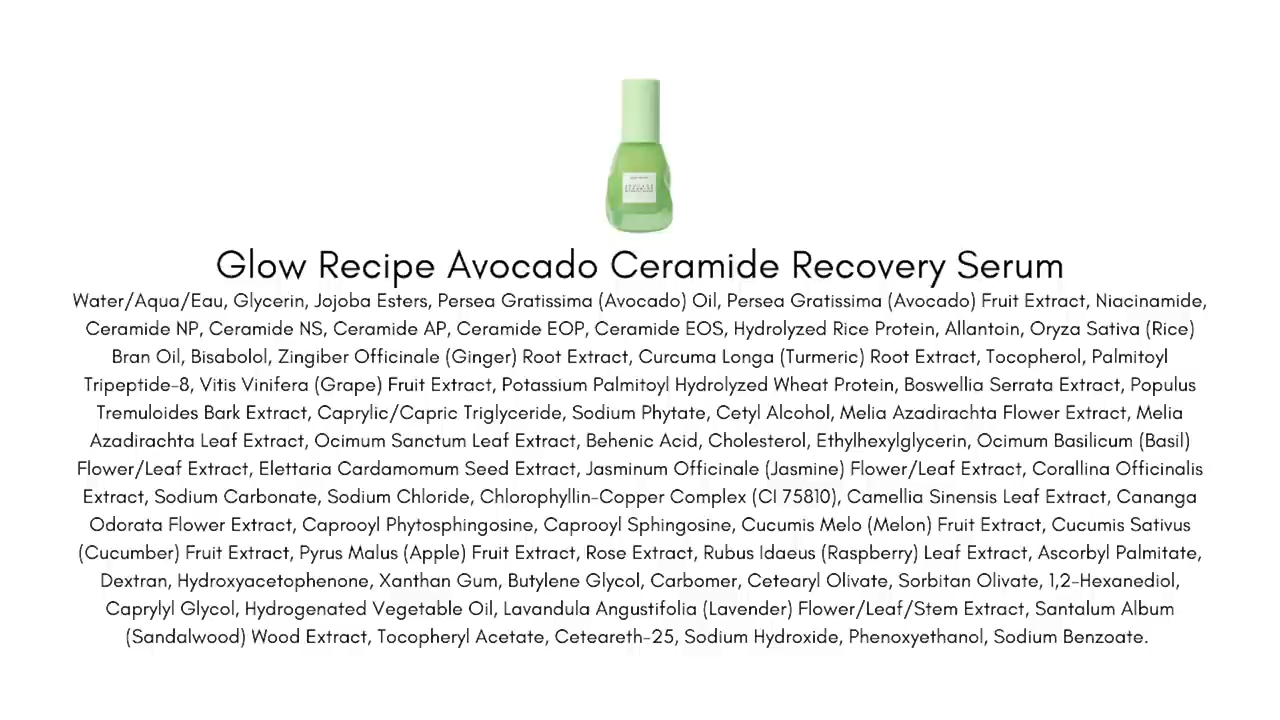 Glow Recipe Avocado Ceramide Recovery Serum
Water/Aqua/Eau, Glycerin, Jojoba Esters, Persea Gratissima (Avocado) Oil, Persea Gratissima (Avocado) Fruit Extract, Niacinamide,
Ceramide NP, Ceramide NS, Ceramide AP, Ceramide EOP, Ceramide EOS, Hydrolyzed Rice Protein, Allantoin, Oryza Sativa (Rice)
Bran Oil, Bisabolol, Zingiber Officinale (Ginger) Root Extract, Curcuma Longa (Turmeric) Root Extract, Tocopherol, Palmitoyl
Tripeptide-8, Vitis Vinifera (Grape) Fruit Extract, Potassium Palmitoyl Hydrolyzed Wheat Protein, Boswellia Serrata Extract, Populus
Tremuloides Bark Extract, Caprylic/Capric Triglyceride, Sodium Phytate, Cetyl Alcohol, Melia Azadirachta Flower Extract, Melia
Azadirachta Leaf Extract, Ocimum Sanctum Leaf Extract, Behenic Acid, Cholesterol, Ethylhexylglycerin, Ocimum Basilicum (Basil)
Flower/Leaf Extract, Elettaria Cardamomum Seed Extract, Jasminum Officinale (Jasmine) Flower/Leaf Extract, Corallina Officinalis
Extract, Sodium Carbonate, Sodium Chloride, Chlorophyllin-Copper Complex (CI 75810), Camellia Sinensis Leaf Extract, Cananga
Odorata Flower Extract, Caprooyl Phytosphingosine, Caprooyl Sphingosine, Cucumis Melo (Melon) Fruit Extract, Cucumis Sativus
(Cucumber) Fruit Extract, Pyrus Malus (Apple) Fruit Extract, Rose Extract, Rubus Idaeus (Raspberry) Leaf Extract, Ascorbyl Palmitate,
Dextran, Hydroxyacetophenone, Xanthan Gum, Butylene Glycol, Carbomer, Cetearyl Olivate, Sorbitan Olivate, 1,2-Hexanediol,
Caprylyl Glycol, Hydrogenated Vegetable Oil, Lavandula Angustifolia (Lavender) Flower/Leaf/Stem Extract, Santalum Album
(Sandalwood) Wood Extract, Tocopheryl Acetate, Ceteareth-25, Sodium Hydroxide, Phenoxyethanol, Sodium Benzoate.